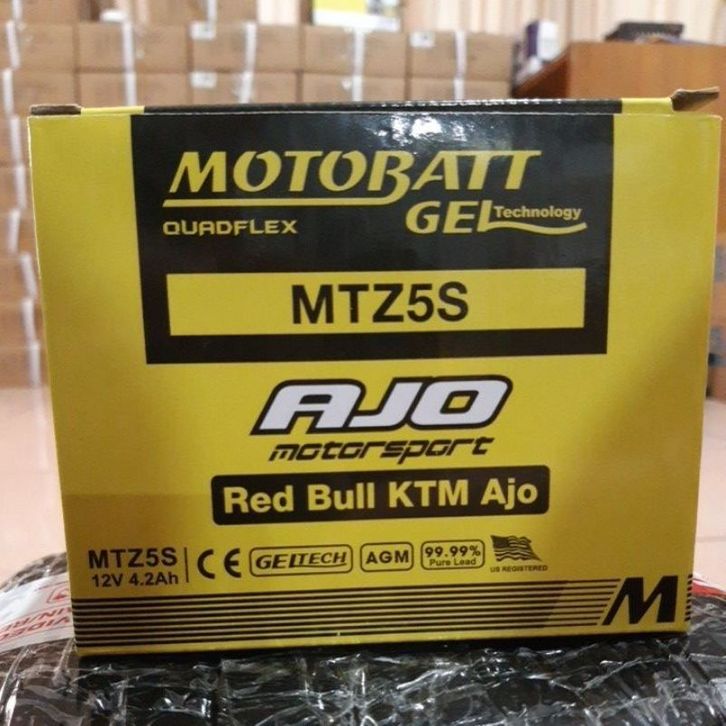 MOTOBATT
QUADFLEX
GEL Technology
MTZ5S
AJO
motorsport
Red Bull KTM Ajo
MTZ5S
12V 4.2Ah
CE
GELTECH
AGM
99.99%
Pure Lead
US REGISTERED
M
VIDEO